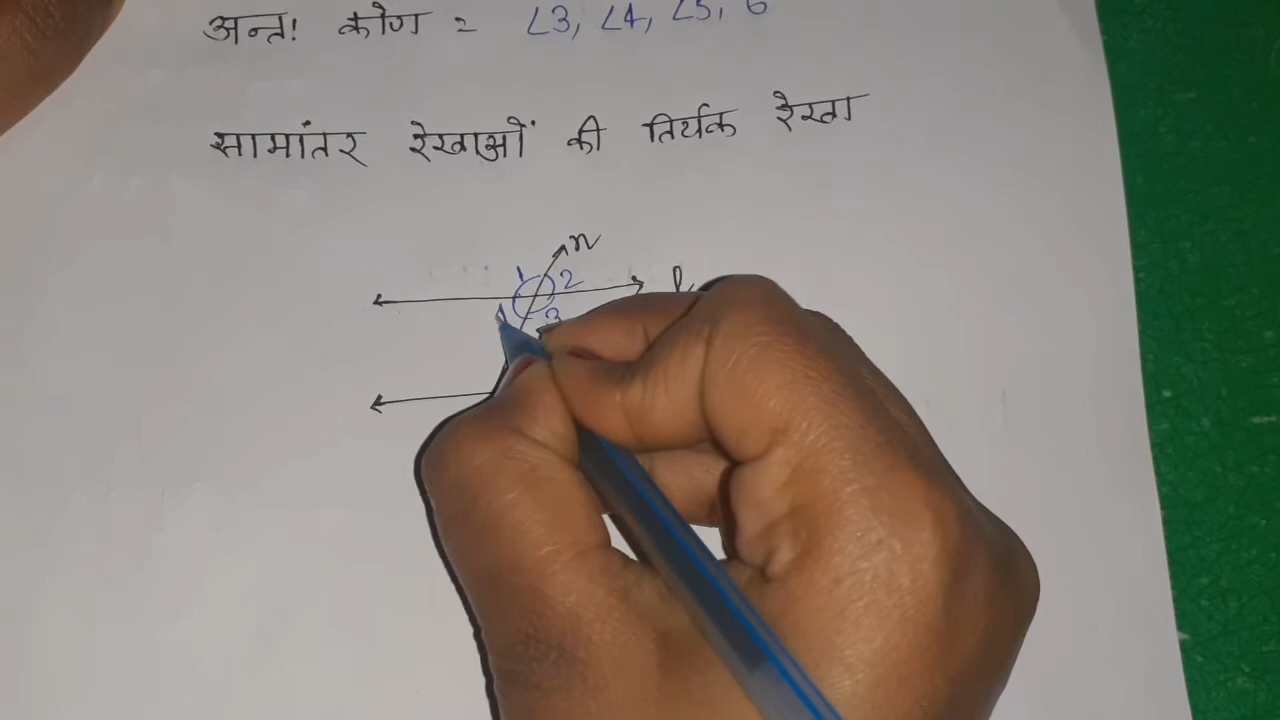 अन्त! कोण = ∠3, ∠4, ∠5, 6
सामांतर रेखाओं की तिर्यक रेखा
n
1 2 l
3